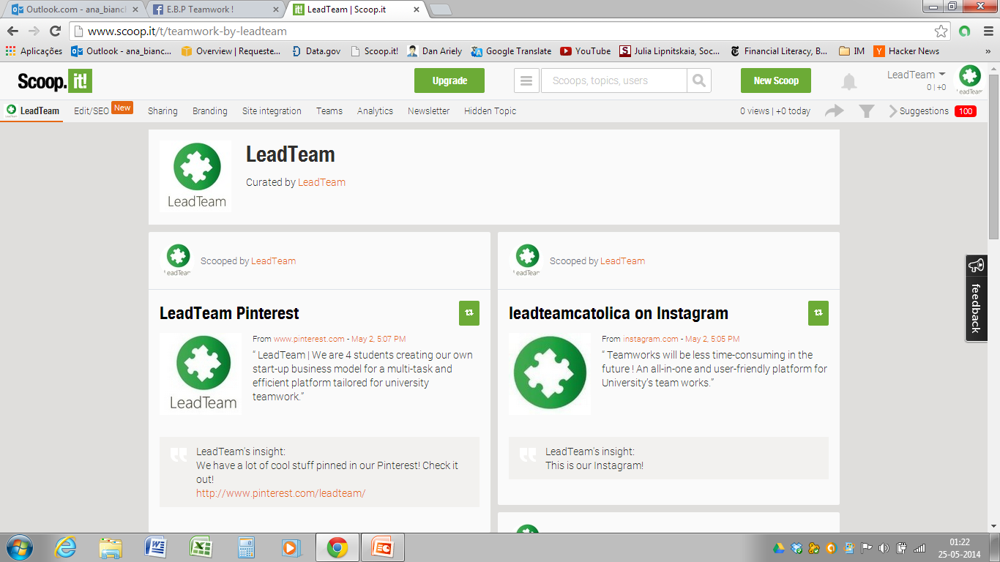 Outlook.com - ana_bianch
E.B.P Teamwork !
LeadTeam | Scoop.it
www.scoop.it/t/teamwork-by-leadteam
Aplicações
Outlook - ana_bianc...
Overview | Requeste...
Data.gov
Scoop.it!
Dan Ariely
Google Translate
YouTube
Julia Lipnitskaia, Soc...
Financial Literacy, B...
IM
Hacker News
»
Scoop.it!
Upgrade
Scoops, topics, users
New Scoop
LeadTeam
0 | +0
LeadTeam
LeadTeam
Edit/SEO New
Sharing
Branding
Site integration
Teams
Analytics
Newsletter
Hidden Topic
0 views | +0 today
Suggestions 100
LeadTeam
LeadTeam
Curated by LeadTeam
feedback
LeadTeam
Scooped by LeadTeam
LeadTeam Pinterest
From www.pinterest.com - May 2, 5:07 PM
LeadTeam
“ LeadTeam | We are 4 students creating our own
start-up business model for a multi-task and
efficient platform tailored for university
teamwork.”
LeadTeam's insight:
We have a lot of cool stuff pinned in our Pinterest! Check it
out!
http://www.pinterest.com/leadteam/
LeadTeam
Scooped by LeadTeam
leadteamcatolica on Instagram
From instagram.com - May 2, 5:05 PM
“ Teamworks will be less time-consuming in the
future ! An all-in-one and user-friendly platform for
University's team works.”
LeadTeam's insight:
This is our Instagram!
01:22
25-05-2014